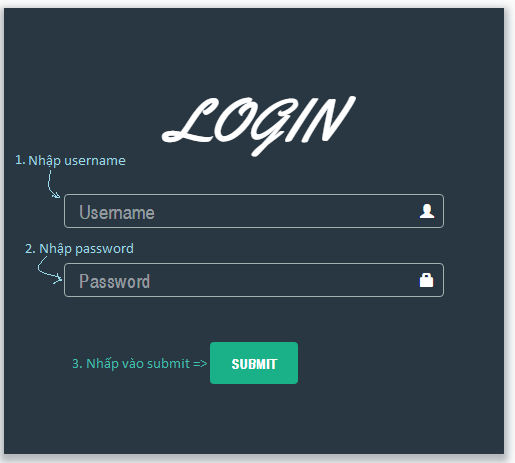 LOGIN
1. Nhập username
Username
2. Nhập password
Password
3. Nhấp vào submit => SUBMIT